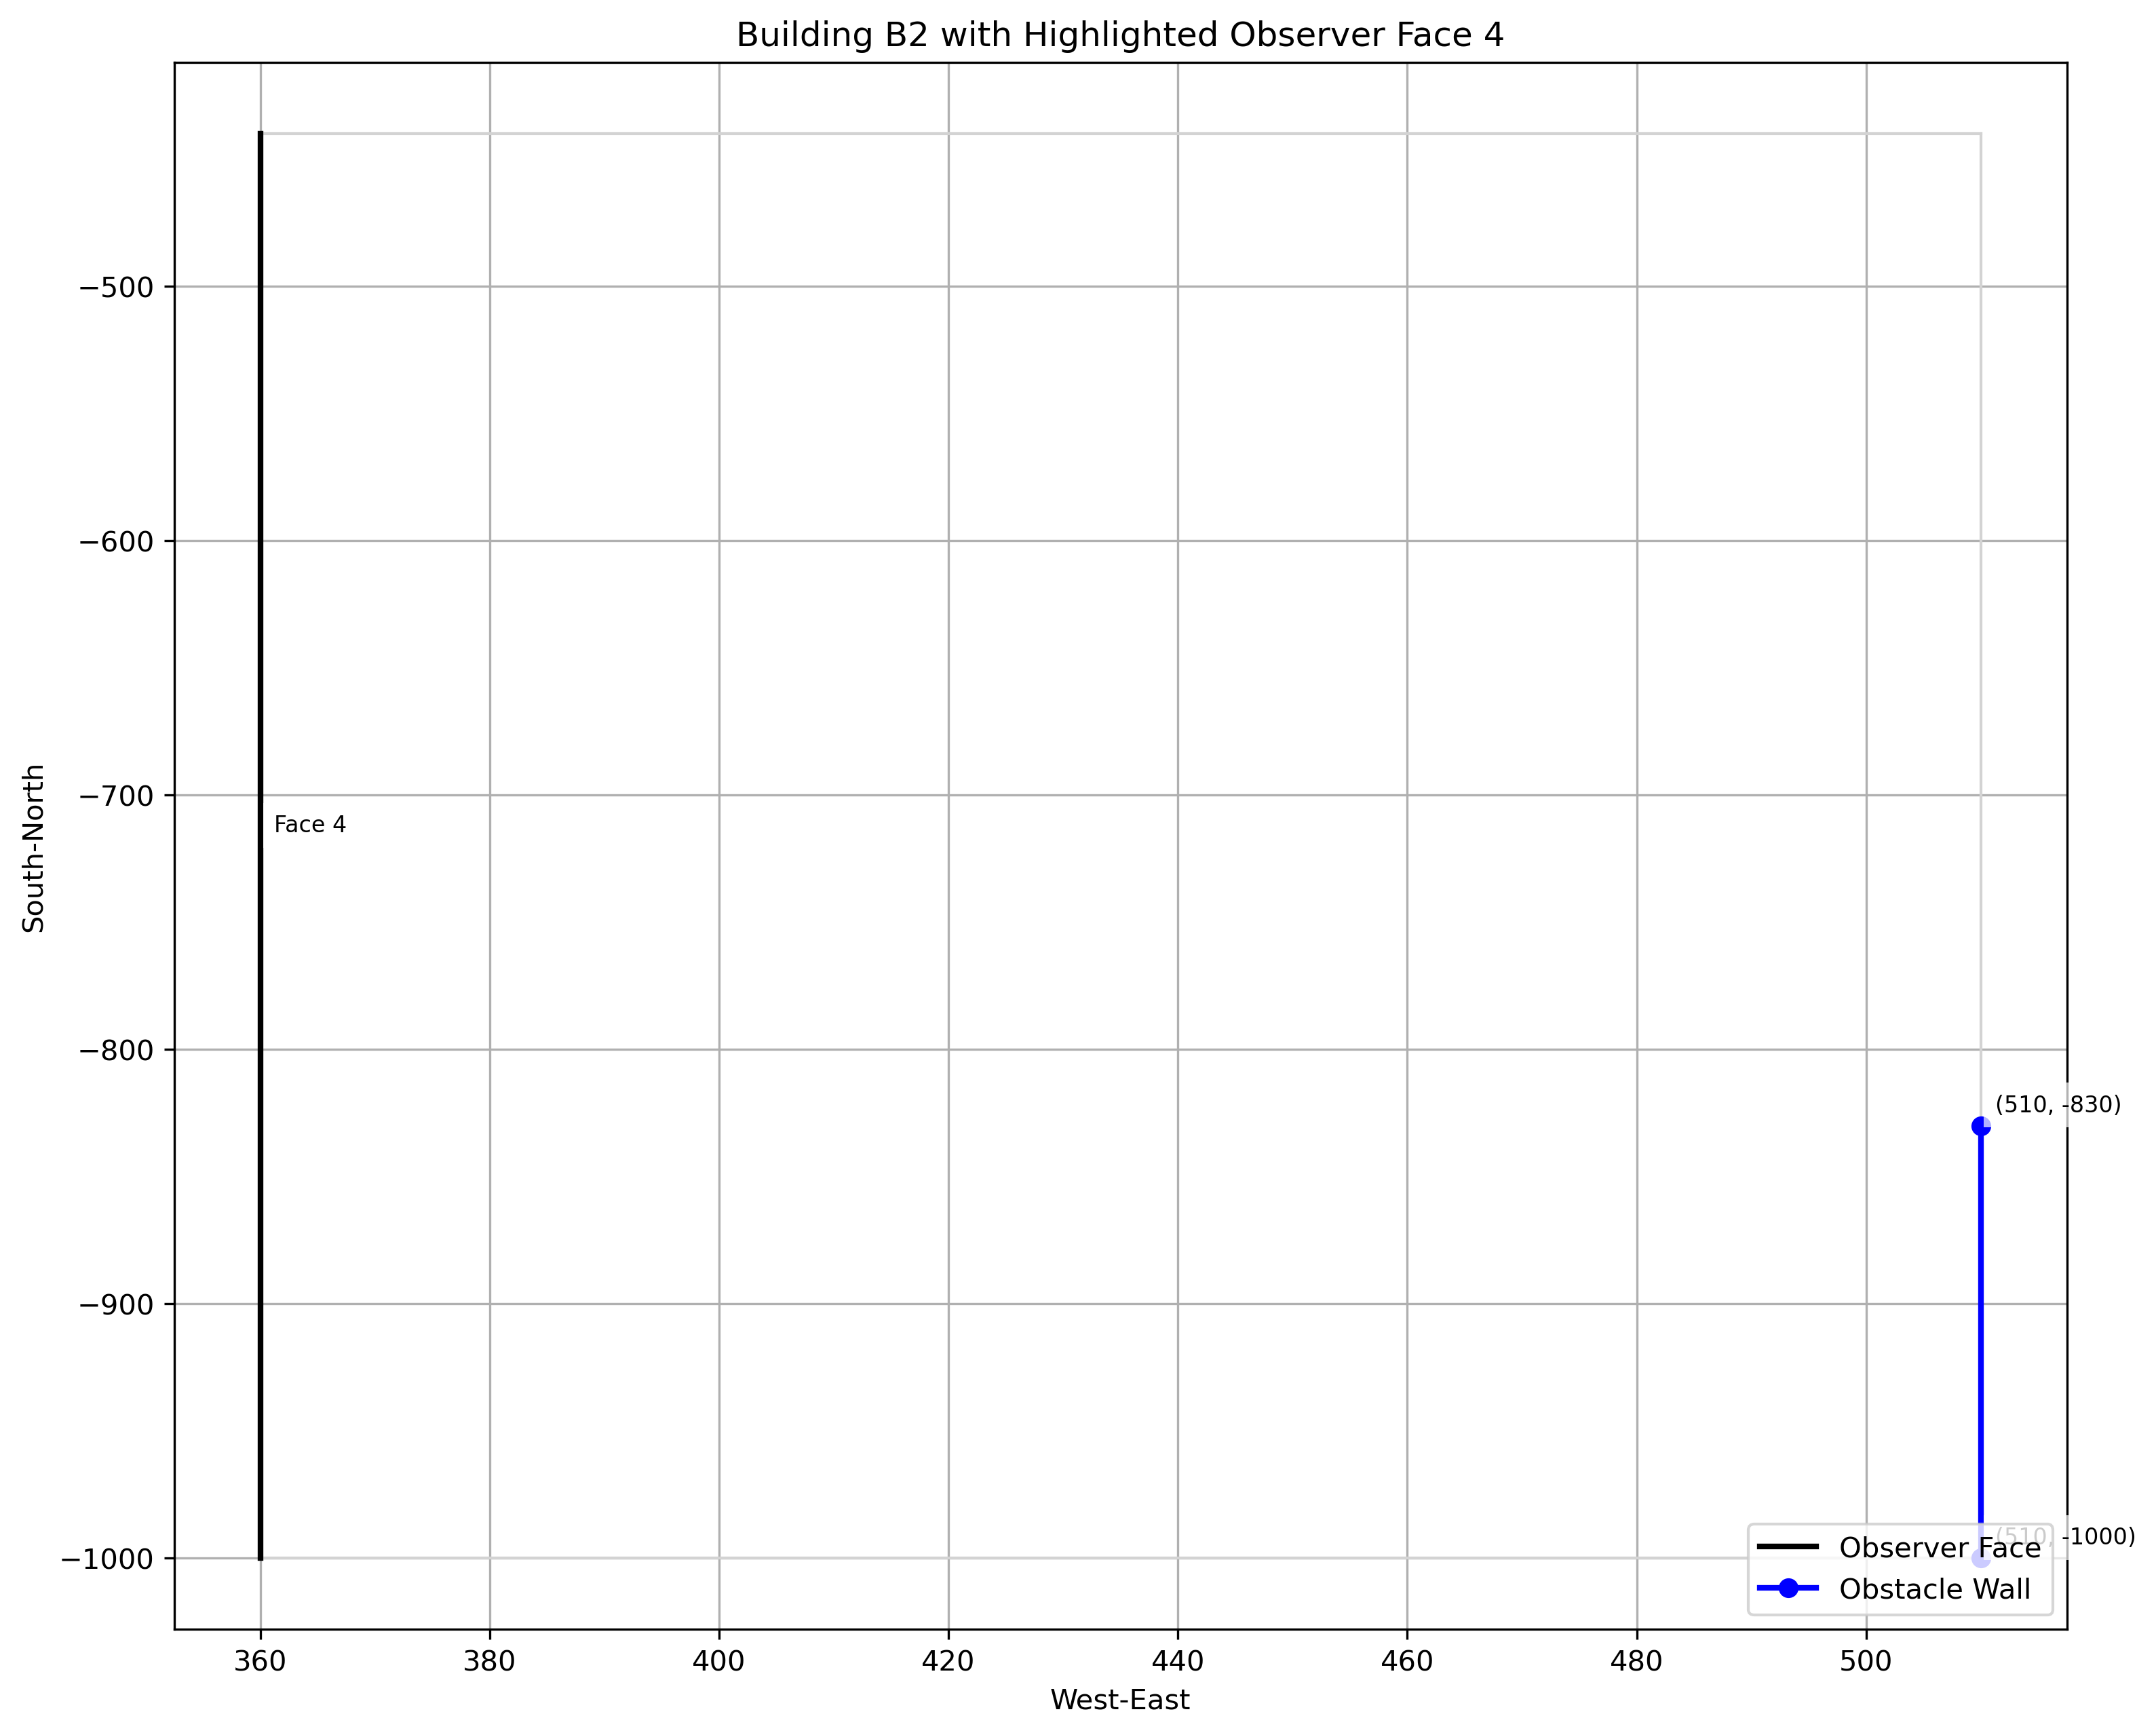 Building B2 with Highlighted Observer Face 4
−500
−600
−700
−800
−900
−1000
South-North
Face 4
(510, -830)
(510, -1000)
Observer Face
Obstacle Wall
360
380
400
420
440
460
480
500
West-East